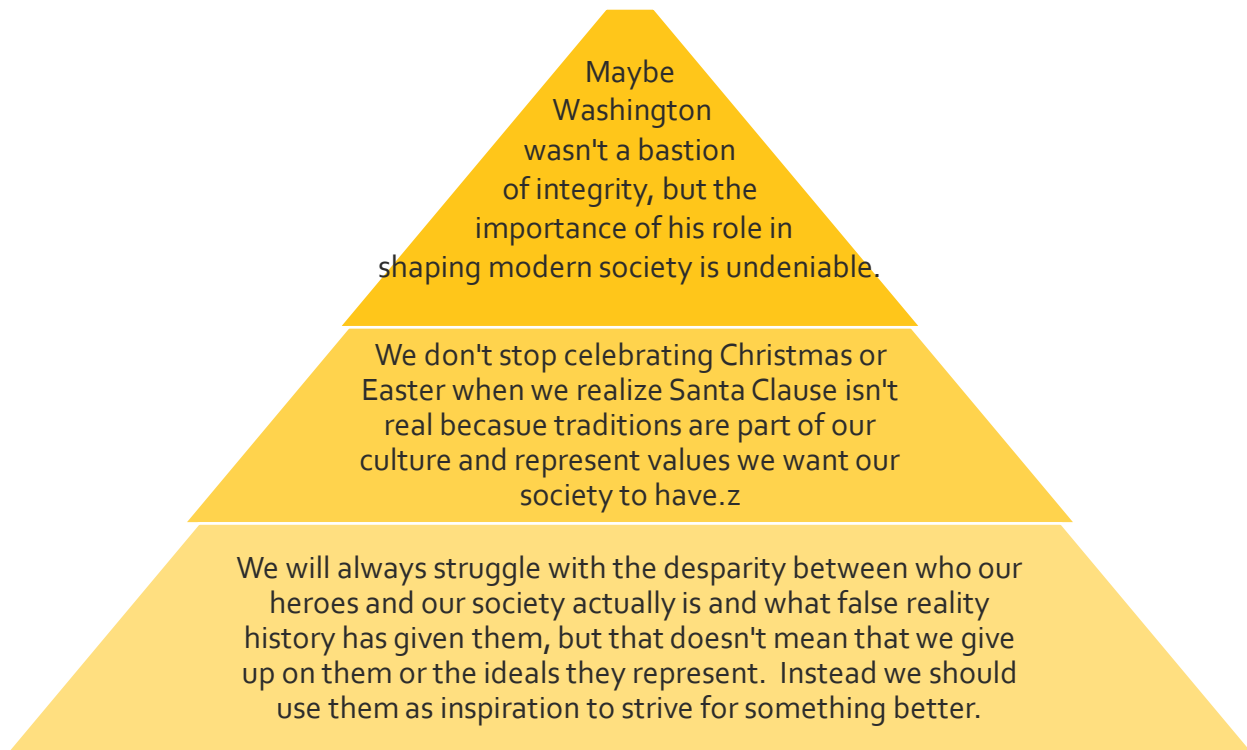 Maybe
Washington
wasn't a bastion
of integrity, but the
importance of his role in
shaping modern society is undeniable.
We don't stop celebrating Christmas or
Easter when we realize Santa Clause isn't
real becasue traditions are part of our
culture and represent values we want our
society to have.z
We will always struggle with the desparity between who our
heroes and our society actually is and what false reality
history has given them, but that doesn't mean that we give
up on them or the ideals they represent.  Instead we should
use them as inspiration to strive for something better.